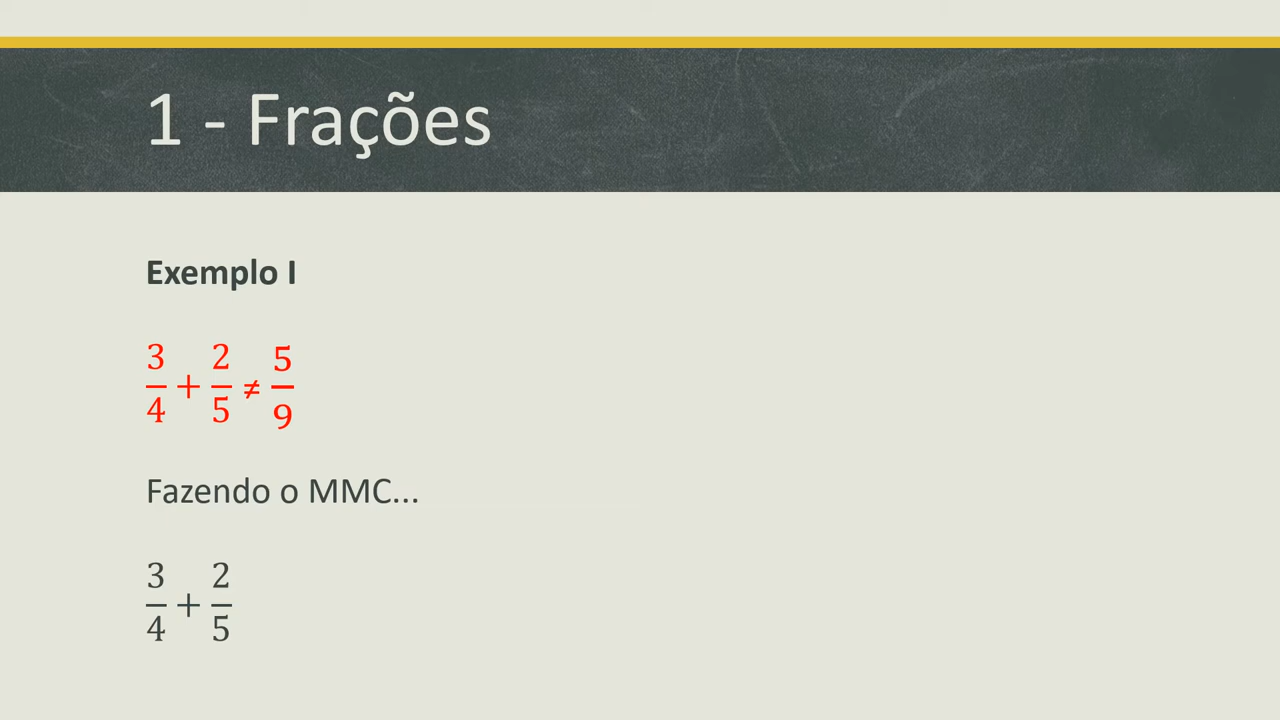 1 - Frações
Exemplo I
3/4 + 2/5 ≠ 5/9
Fazendo o MMC...
3/4 + 2/5